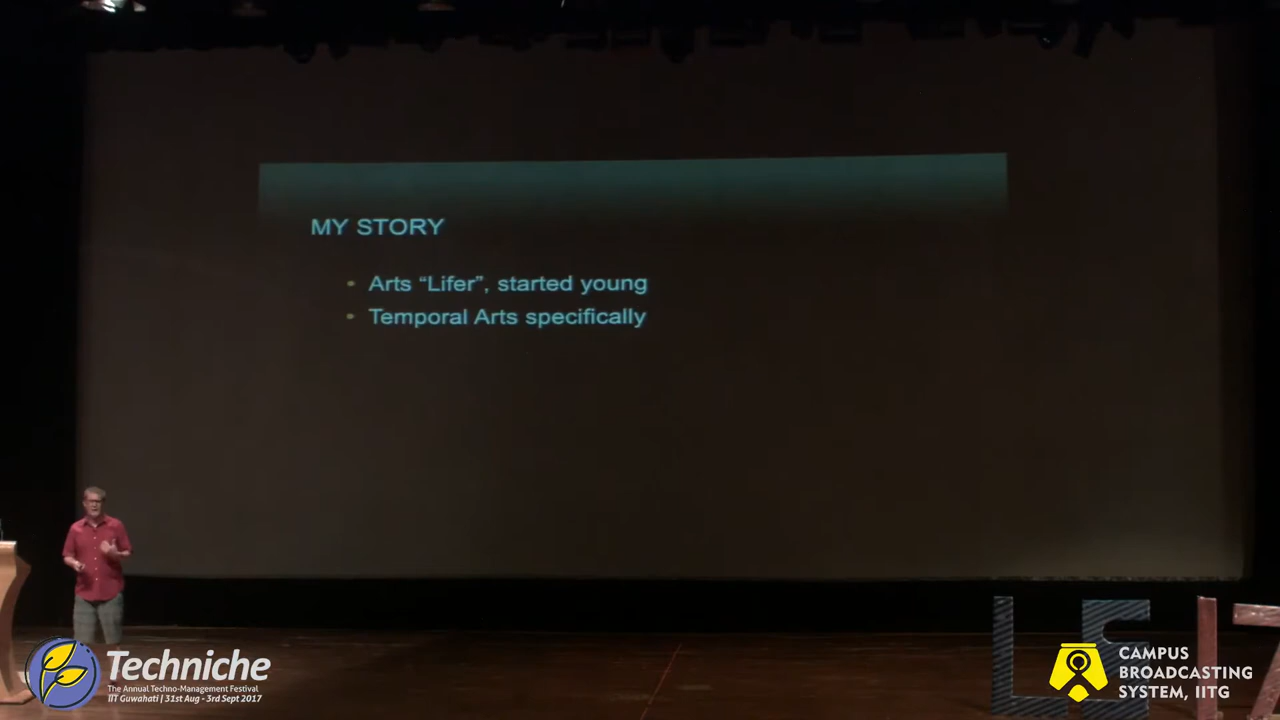 MY STORY
• Arts “Lifer”, started young
• Temporal Arts specifically
Techniche
The Annual Techno-Management Festival
IIT Guwahati | 31st Aug - 3rd Sept 2017
CAMPUS
BROADCASTING
SYSTEM, IITG